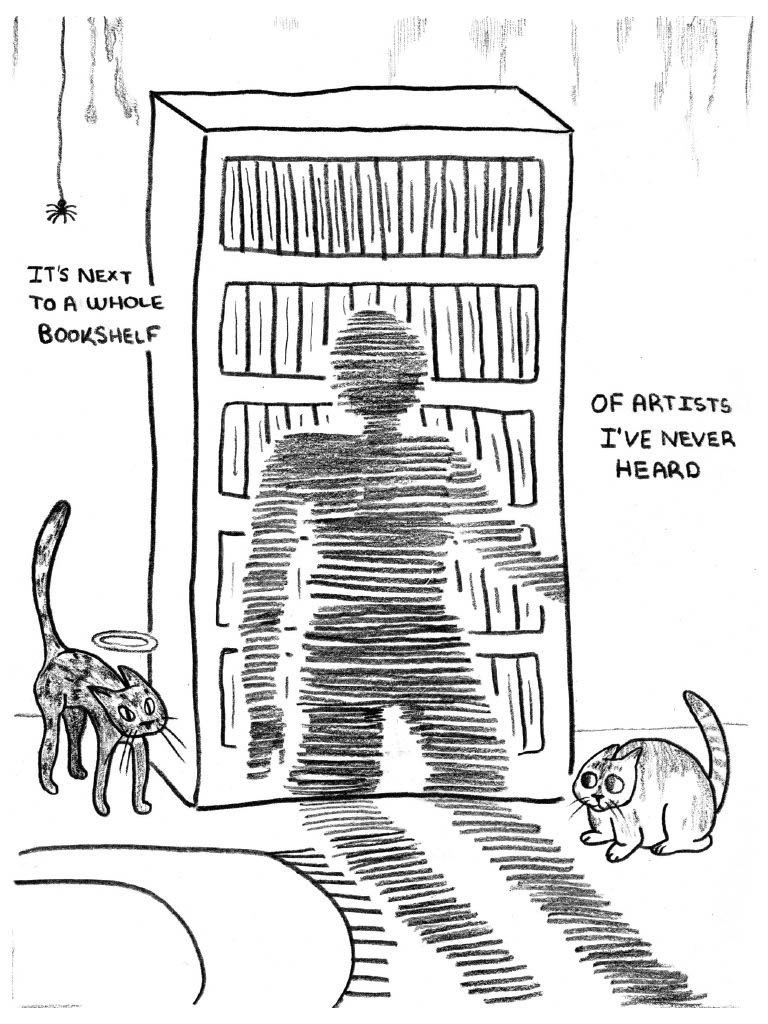 IT'S NEXT
TO A WHOLE
BOOKSHELF
OF ARTISTS
I'VE NEVER
HEARD